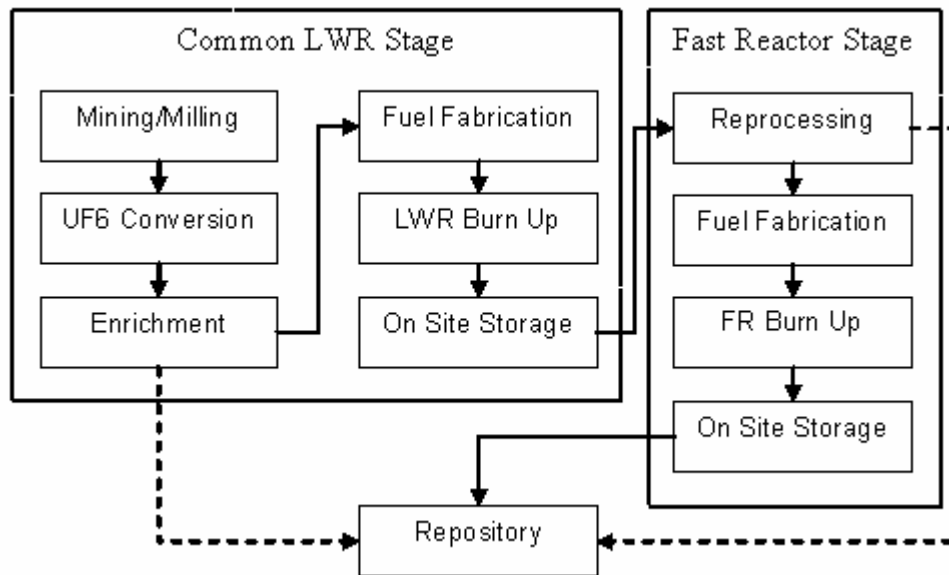 Common LWR Stage
Mining/Milling
UF6 Conversion
Enrichment
Fuel Fabrication
LWR Burn Up
On Site Storage
Fast Reactor Stage
Reprocessing
Fuel Fabrication
FR Burn Up
On Site Storage
Repository